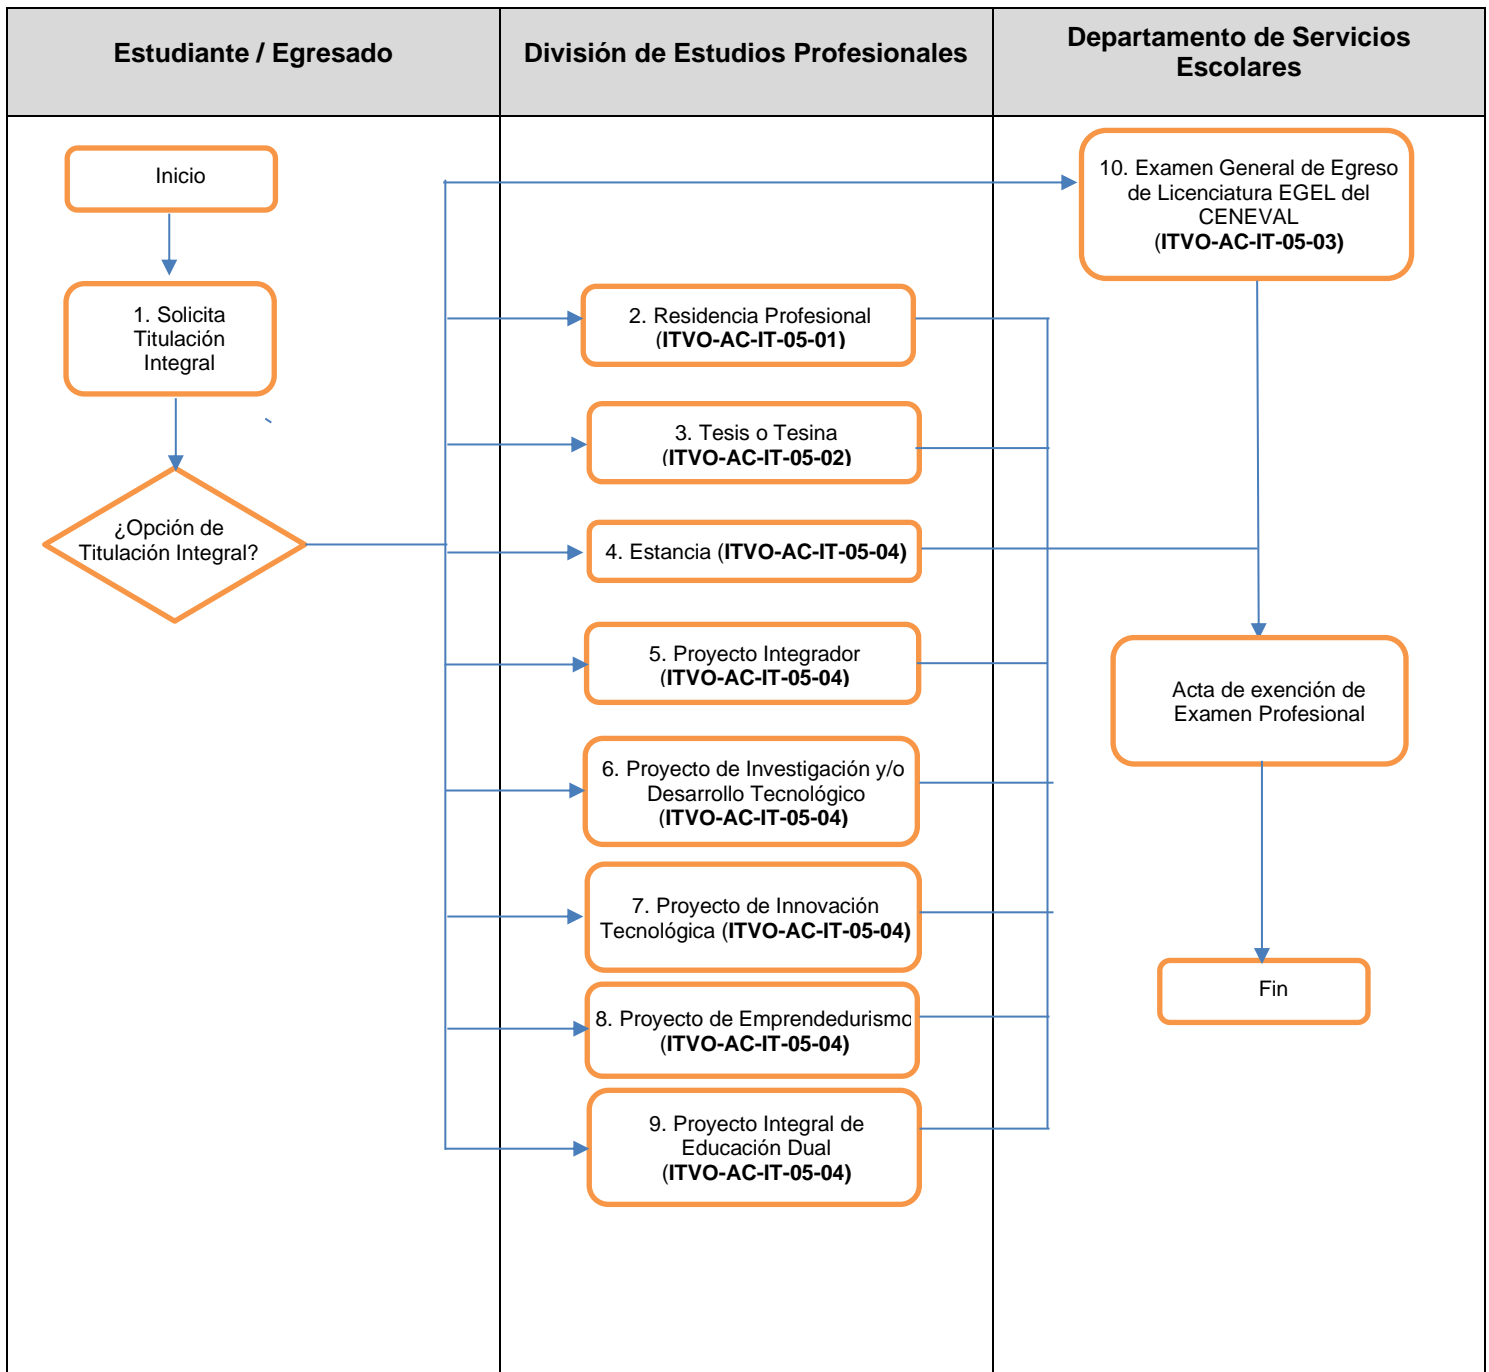 Estudiante / Egresado
División de Estudios Profesionales
Departamento de Servicios
Escolares
Inicio
1. Solicita
Titulación
Integral
¿Opción de
Titulación Integral?
2. Residencia Profesional
(ITVO-AC-IT-05-01)
3. Tesis o Tesina
(ITVO-AC-IT-05-02)
4. Estancia (ITVO-AC-IT-05-04)
5. Proyecto Integrador
(ITVO-AC-IT-05-04)
6. Proyecto de Investigación y/o
Desarrollo Tecnológico
(ITVO-AC-IT-05-04)
7. Proyecto de Innovación
Tecnológica (ITVO-AC-IT-05-04)
8. Proyecto de Emprendedurismo
(ITVO-AC-IT-05-04)
9. Proyecto Integral de
Educación Dual
(ITVO-AC-IT-05-04)
10. Examen General de Egreso
de Licenciatura EGEL del
CENEVAL
(ITVO-AC-IT-05-03)
Acta de exención de
Examen Profesional
Fin